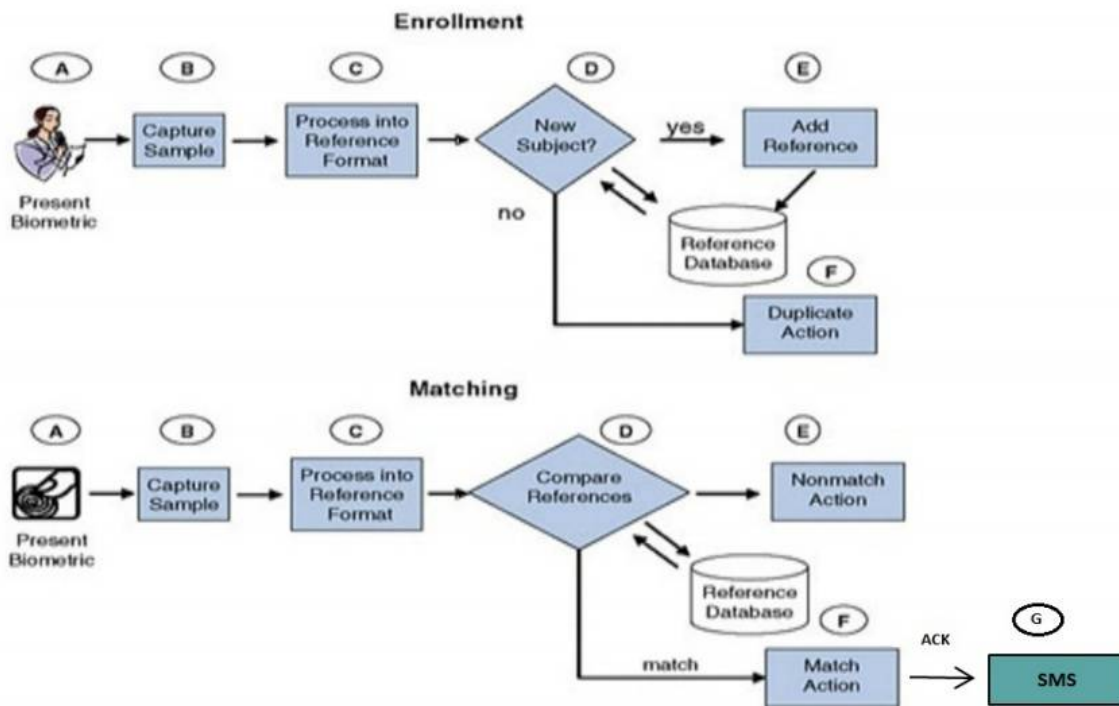 Enrollment
A
B
C
D
E
Present
Biometric
Capture
Sample
Process into
Reference
Format
New
Subject?
yes
Add
Reference
no
Reference
Database
F
Duplicate
Action
Matching
A
B
C
D
E
Present
Biometric
Capture
Sample
Process into
Reference
Format
Compare
References
Nonmatch
Action
Reference
Database
F
G
match
Match
Action
ACK
SMS